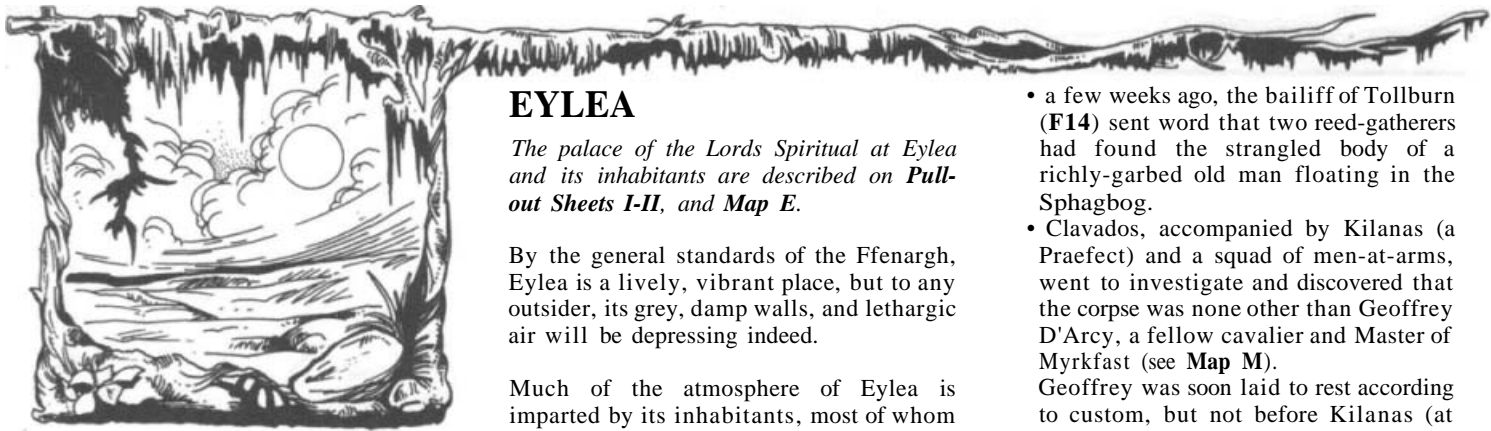 EYLEA
The palace of the Lords Spiritual at Eylea
and its inhabitants are described on Pull-
out Sheets I-II, and Map E.
By the general standards of the Ffenargh,
Eylea is a lively, vibrant place, but to any
outsider, its grey, damp walls, and lethargic
air will be depressing indeed.
Much of the atmosphere of Eylea is
imparted by its inhabitants, most of whom
• a few weeks ago, the bailiff of Tollburn
(F14) sent word that two reed-gatherers
had found the strangled body of a
richly-garbed old man floating in the
Sphagbog.
• Clavados, accompanied by Kilanas (a
Praefect) and a squad of men-at-arms,
went to investigate and discovered that
the corpse was none other than Geoffrey
D'Arcy, a fellow cavalier and Master of
Myrkfast (see Map M).
Geoffrey was soon laid to rest according
to custom, but not before Kilanas (at